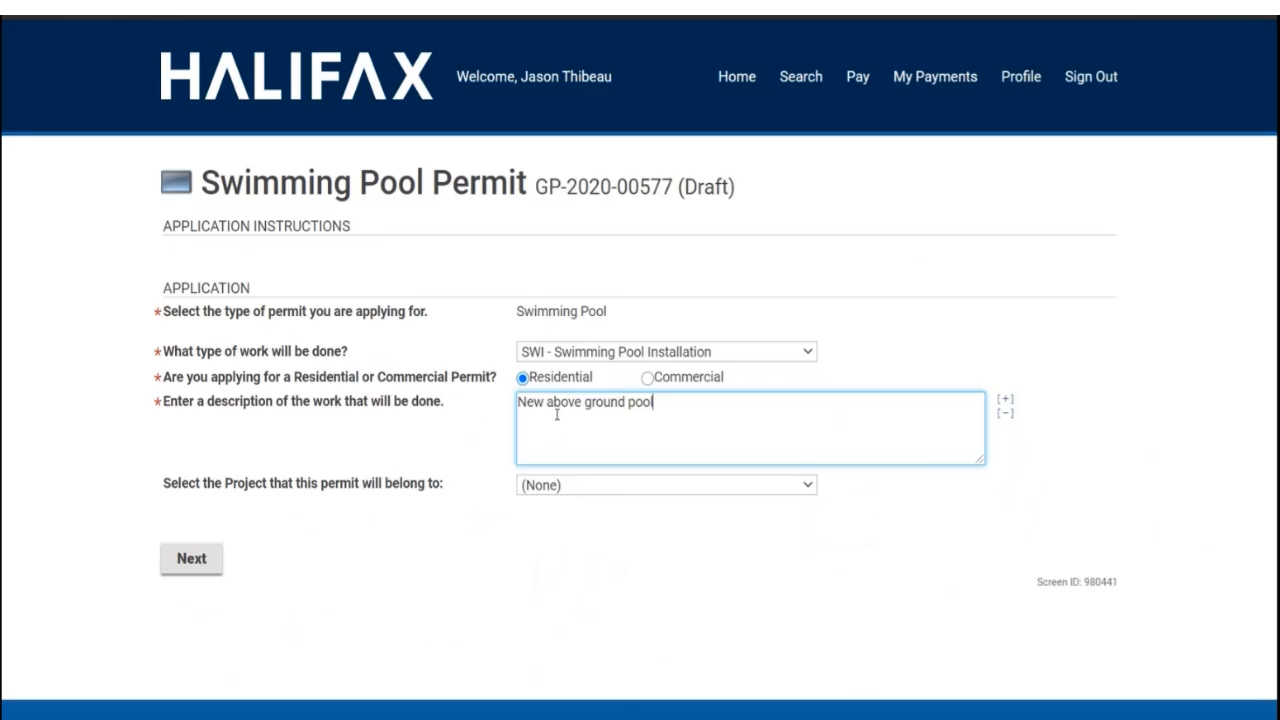 HALIFAX Welcome, Jason Thibeau Home Search Pay My Payments Profile Sign Out
Swimming Pool Permit GP-2020-00577 (Draft)
APPLICATION INSTRUCTIONS
APPLICATION
*Select the type of permit you are applying for. Swimming Pool
*What type of work will be done? SWI - Swimming Pool Installation
*Are you applying for a Residential or Commercial Permit? Residential Commercial
*Enter a description of the work that will be done. New above ground pool [+]
[-]
Select the Project that this permit will belong to: (None)
Next
Screen ID: 980441